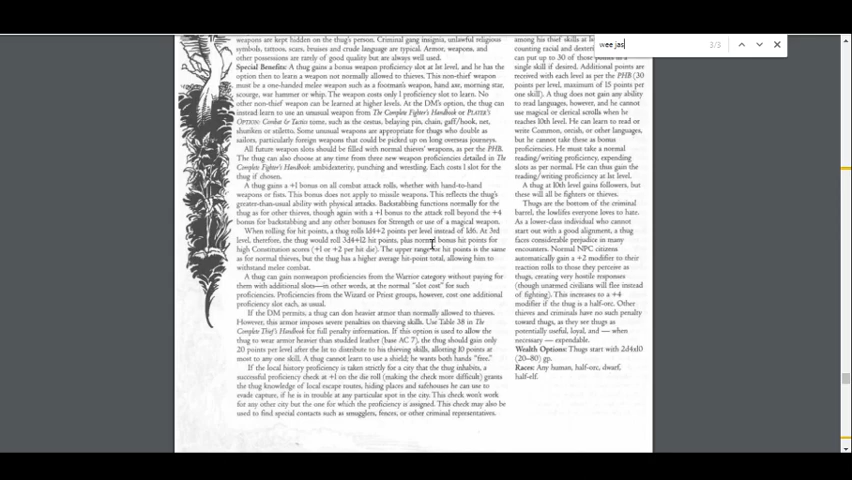 wee jas
3/3
weapons are kept hidden on the thug's person. Criminal gang insignia, unlawful religious
symbols, tattoos, scars, bruises and crude language are typical. Armor, weapons, and
other possessions are rarely of good quality but are always well used.
Special Benefits: A thug gains a bonus weapon proficiency slot at 1st level, and he has the
option then to learn a weapon not normally allowed to thieves. This non-thief weapon
must be a one-handed melee weapon such as a footman's weapon, hand axe, morning star,
scourge, war hammer or whip. The weapon costs only 1 proficiency slot to learn. No
other non-thief weapon can be learned at higher levels. At the DM's option, the thug can
instead learn to use an unusual weapon from The Complete Fighter's Handbook or PLAYER'S
OPTION: Combat & Tactics tome, such as the cestus, belaying pin, chain, gaff/hook, net,
shuriken or stiletto. Some unusual weapons are appropriate for thugs who double as
sailors, particularly foreign weapons that could be picked up on long overseas journeys.
All future weapon slots should be filled with normal thieves' weapons, as per the PHB.
The thug can also choose at any time from three new weapon proficiencies detailed in The
Complete Fighter's Handbook: ambidexterity, punching and wrestling. Each costs 1 slot for the
thug if chosen.
A thug gains a +1 bonus on all combat attack rolls, whether with hand-to-hand
weapons or fists. This bonus does not apply to missile weapons. This reflects the thug's
greater-than-usual ability with physical attacks. Backstabbing functions normally for the
thug as for other thieves, though again with a +1 bonus to the attack roll beyond the +4
bonus for backstabbing and any other bonuses for Strength or use of a magical weapon.
When rolling for hit points, a thug rolls 1d4+2 points per level instead of 1d6. At 3rd
level, therefore, the thug would roll 3d4+12 hit points, plus normal bonus hit points for
high Constitution scores (+1 or +2 per hit die). The upper range for hit points is the same
as for normal thieves, but the thug has a higher average hit-point total, allowing him to
withstand melee combat.
A thug can gain nonweapon proficiencies from the Warrior category without paying for
them with additional slots—in other words, at the normal "slot cost" for such
proficiencies. Proficiencies from the Wizard or Priest groups, however, cost one additional
proficiency slot each, as usual.
If the DM permits, a thug can don heavier armor than normally allowed to thieves.
However, this armor imposes severe penalties on thieving skills. Use Table 38 in The
Complete Thief's Handbook for full penalty information. If this option is used to allow the
thug to wear armor heavier than studded leather (base AC 7), the thug should gain only
20 points per level after the 1st to distribute to his thieving skills, allotting 10 points at
most to any one skill. A thug cannot learn to use a shield; he wants both hands "free."
If the local history proficiency is taken strictly for a city that the thug inhabits, a
successful proficiency check at +1 on the die roll (making the check more difficult) grants
the thug knowledge of local escape routes, hiding places and safehouses he can use to
evade capture, if he is in trouble at any particular spot in the city. This check won't work
for any other city but the one for which the proficiency is assigned. This check may also be
used to find special contacts such as smugglers, fences, or other criminal representatives.
among his thief skills at
counting racial and
can put up to 30 of those
single skill if desired. Additional points are
received with each level as per the PHB (30
points per level, maximum of 15 points per
one skill). A thug does not gain any ability
to read languages, however, and he cannot
use magical or clerical scrolls when he
reaches 10th level. He can learn to read or
write Common, orcish, or other languages,
but he cannot take these as bonus
proficiencies. He must take a normal
reading/writing proficiency, expending
slots as per normal. He can thus gain the
reading/writing proficiency at 1st level.
A thug at 10th level gains followers, but
these will all be fighters or thieves.
Thugs are the bottom of the criminal
barrel, the lowlifes everyone loves to hate.
As a lower-class individual who cannot
start out with a good alignment, a thug
faces considerable prejudice in many
encounters. Normal NPC citizens
automatically gain a +2 modifier to their
reaction rolls to those they perceive as
thugs, creating very hostile responses
(though unarmed civilians will flee instead
of fighting). This increases to a +4
modifier if the thug is a half-orc. Other
thieves and criminals have no such penalty
toward thugs, as they see thugs as
potentially useful, loyal, and — when
necessary — expendable.
Wealth Options: Thugs start with 2d4x10
(20–80) gp.
Races: Any human, half-orc, dwarf,
half-elf.